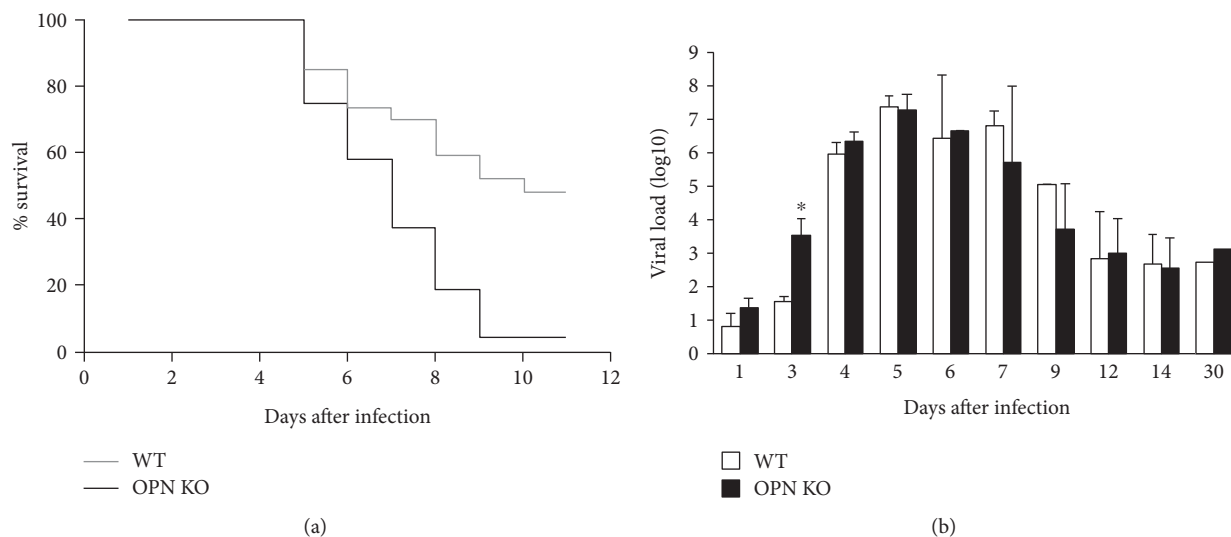 100
80
60
40
20
0
% survival
0 2 4 6 8 10 12
Days after infection
WT
OPN KO
(a)
9
8
7
6
5
4
3
2
1
0
Viral load (log10)
*
1 3 4 5 6 7 9 12 14 30
Days after infection
WT
OPN KO
(b)